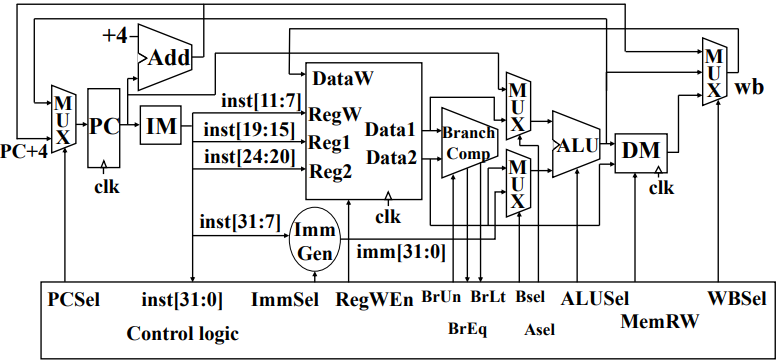 +4
Add
MUX
wb
DataW
MUX
PC
IM
inst[11:7]
RegW
inst[19:15]
Reg1
Data1
inst[24:20]
Reg2
Data2
Branch
Comp
MUX
MUX
ALU
DM
PC+4
clk
clk
clk
inst[31:7]
Imm
Gen
imm[31:0]
PCSel
inst[31:0]
ImmSel
RegWEn
BrUn
BrLt
Bsel
ALUSel
WBSel
BrEq
Asel
MemRW
Control logic